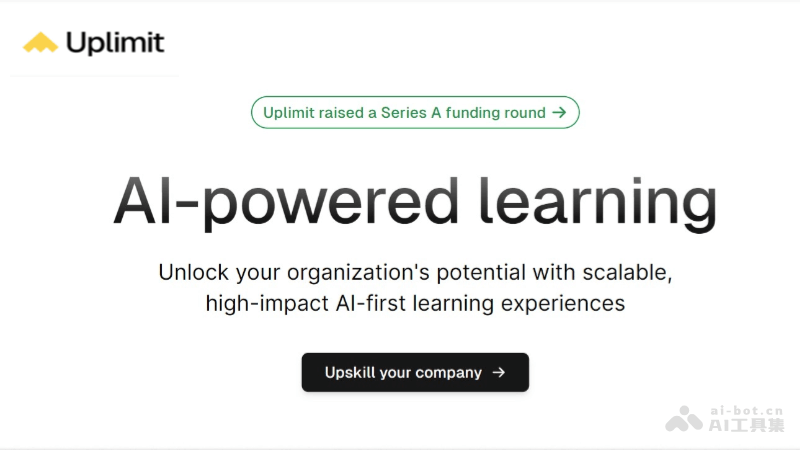 Uplimit
Uplimit raised a Series A funding round →
AI-powered learning
Unlock your organization's potential with scalable,
high-impact AI-first learning experiences
Upskill your company →
ai-bot.cn
AI工具集